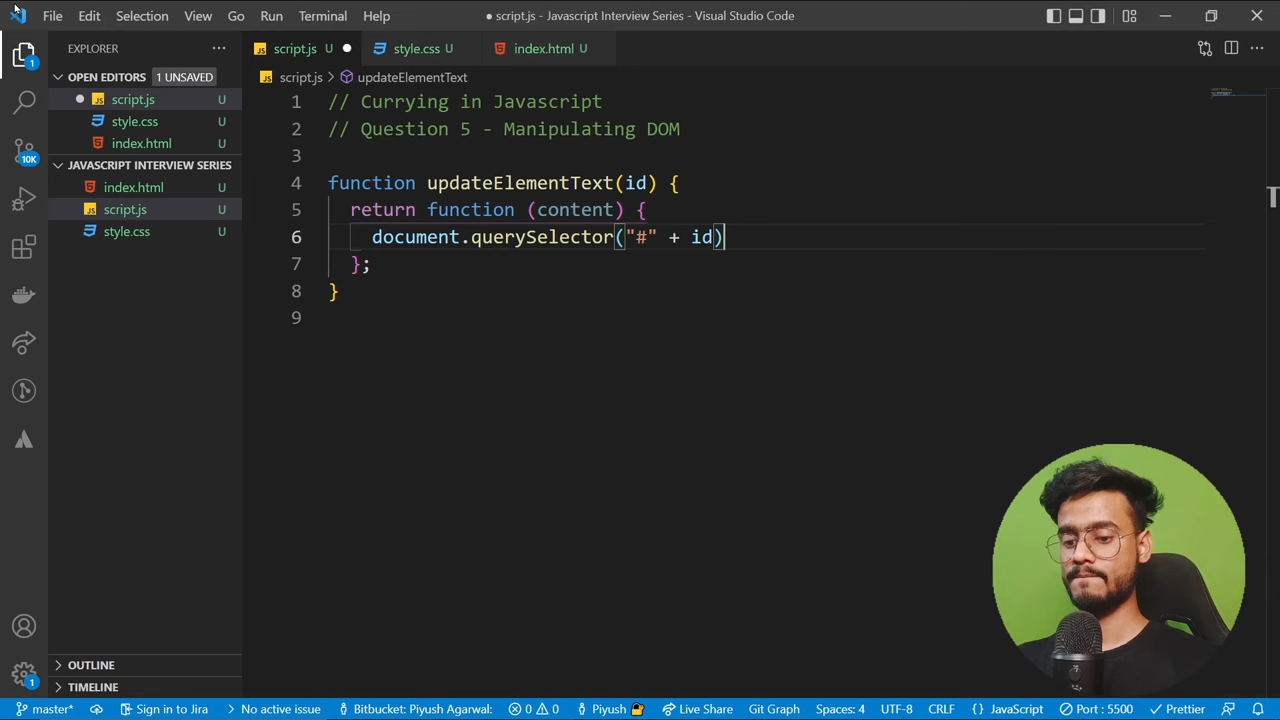 File Edit Selection View Go Run Terminal Help
● script.js - Javascript Interview Series - Visual Studio Code
EXPLORER
OPEN EDITORS 1 UNSAVED
script.js U
style.css U
index.html U
JAVASCRIPT INTERVIEW SERIES
index.html U
script.js U
style.css U
OUTLINE
TIMELINE
1
10K
1
JS script.js U ●
style.css U
index.html U
JS script.js > updateElementText
1 // Currying in Javascript
2 // Question 5 - Manipulating DOM
3
4 function updateElementText(id) {
5 return function (content) {
6 document.querySelector("#" + id)
7 };
8 }
9
master* Sign in to Jira No active issue Bitbucket: Piyush Agarwal: 0 0 Piyush Live Share Git Graph Spaces: 4 UTF-8 CRLF {} JavaScript Port : 5500 Prettier